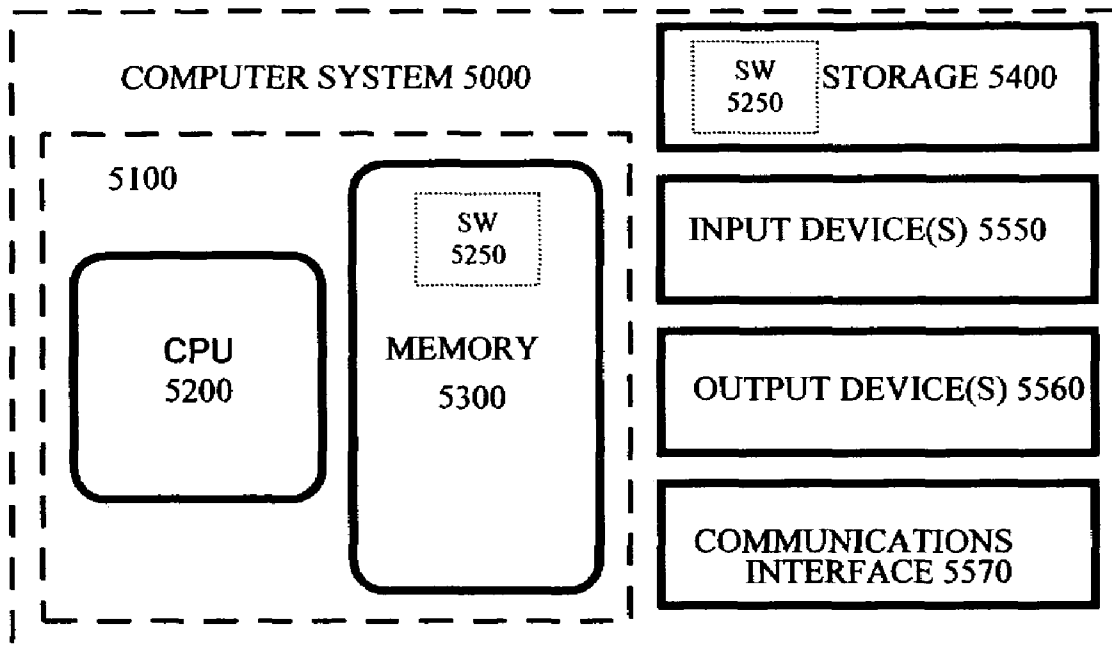 COMPUTER SYSTEM 5000
5100
CPU
5200
SW
5250
MEMORY
5300
SW
5250
STORAGE 5400
INPUT DEVICE(S) 5550
OUTPUT DEVICE(S) 5560
COMMUNICATIONS
INTERFACE 5570